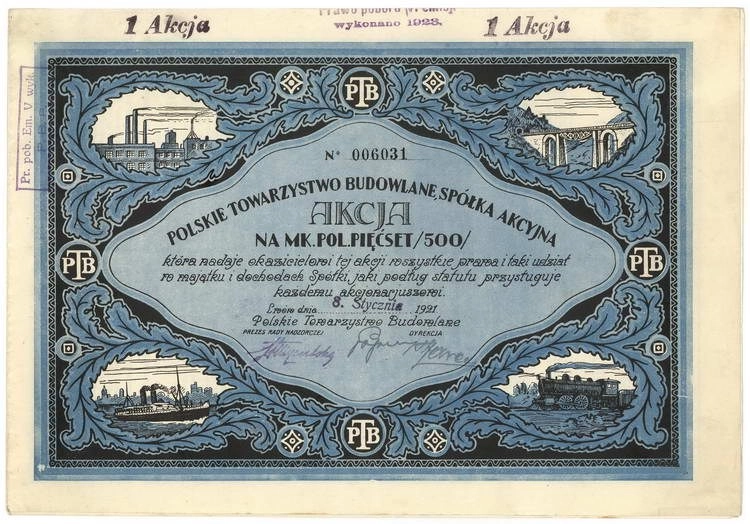 1 Akcja
Prawo poboru V. emisji
wykonano 1923.
1 Akcja
Pr. pob. Em. V wyk.
PTB
Nº 006031
POLSKIE TOWARZYSTWO BUDOWLANE, SPÓŁKA AKCYJNA
AKCJA
NA MK. POL. PIĘĆSET /500/
PTB
PTB
która nadaje okazicielowi tej akcji wszystkie prawa i taki udział
w majątku i dochodach Spółki, jaki podług statutu przysługuje
każdemu akcjonarjuszowi.
Lwów dnia 8. Stycznia 1921
Polskie Towarzystwo Budowlane
PREZES RADY NADZORCZEJ
DYREKCJA
PTB